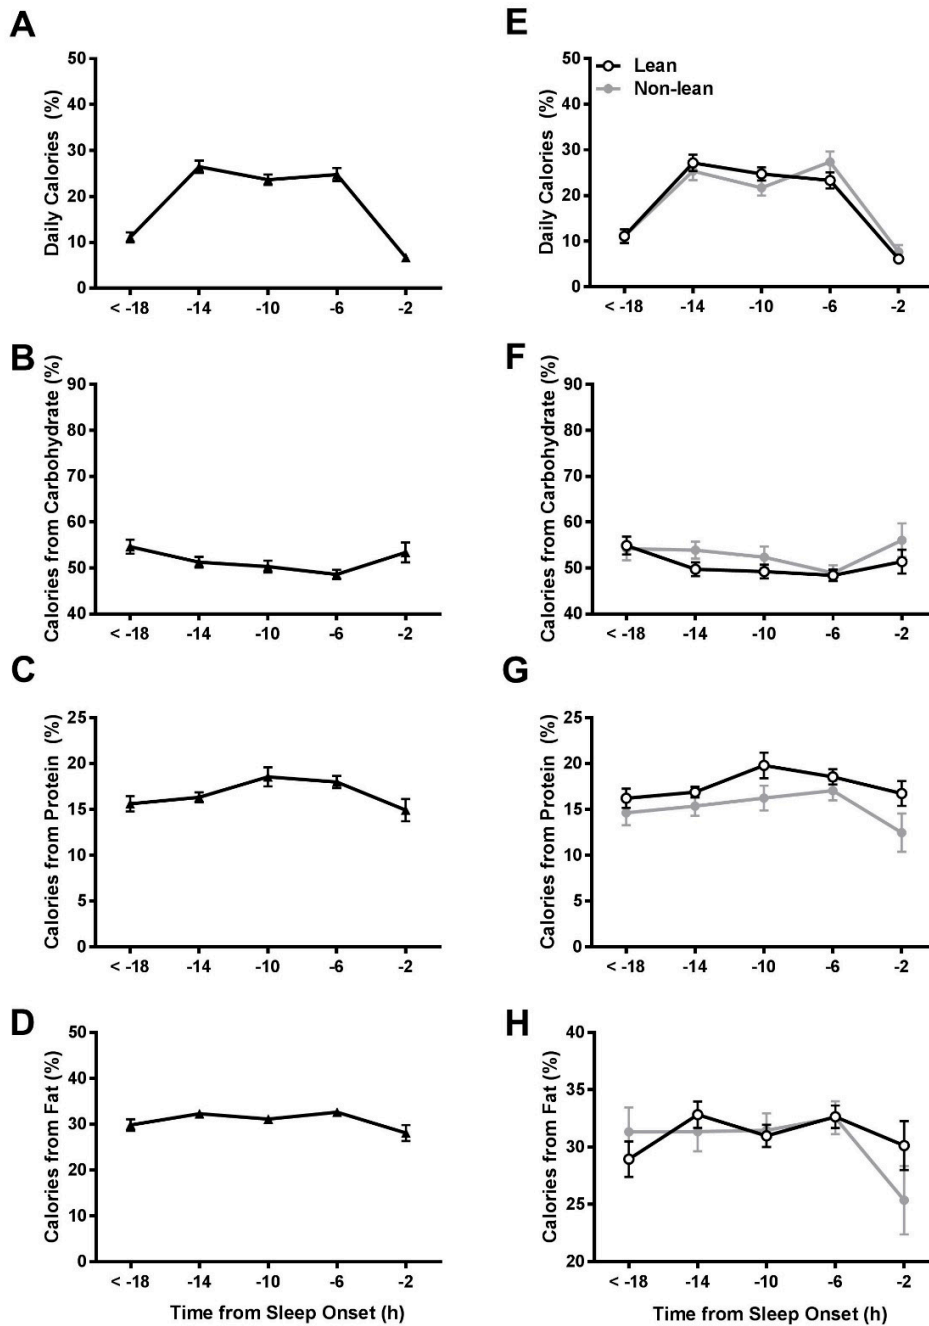 A
Daily Calories (%)
50
40
30
20
10
0
< -18 -14 -10 -6 -2
E
Daily Calories (%)
50
40
30
20
10
0
Lean
Non-lean
< -18 -14 -10 -6 -2
B
Calories from Carbohydrate (%)
90
80
70
60
50
40
< -18 -14 -10 -6 -2
F
Calories from Carbohydrate (%)
90
80
70
60
50
40
< -18 -14 -10 -6 -2
C
Calories from Protein (%)
25
20
15
10
5
0
< -18 -14 -10 -6 -2
G
Calories from Protein (%)
25
20
15
10
5
0
< -18 -14 -10 -6 -2
D
Calories from Fat (%)
50
40
30
20
10
0
< -18 -14 -10 -6 -2
Time from Sleep Onset (h)
H
Calories from Fat (%)
40
35
30
25
20
< -18 -14 -10 -6 -2
Time from Sleep Onset (h)